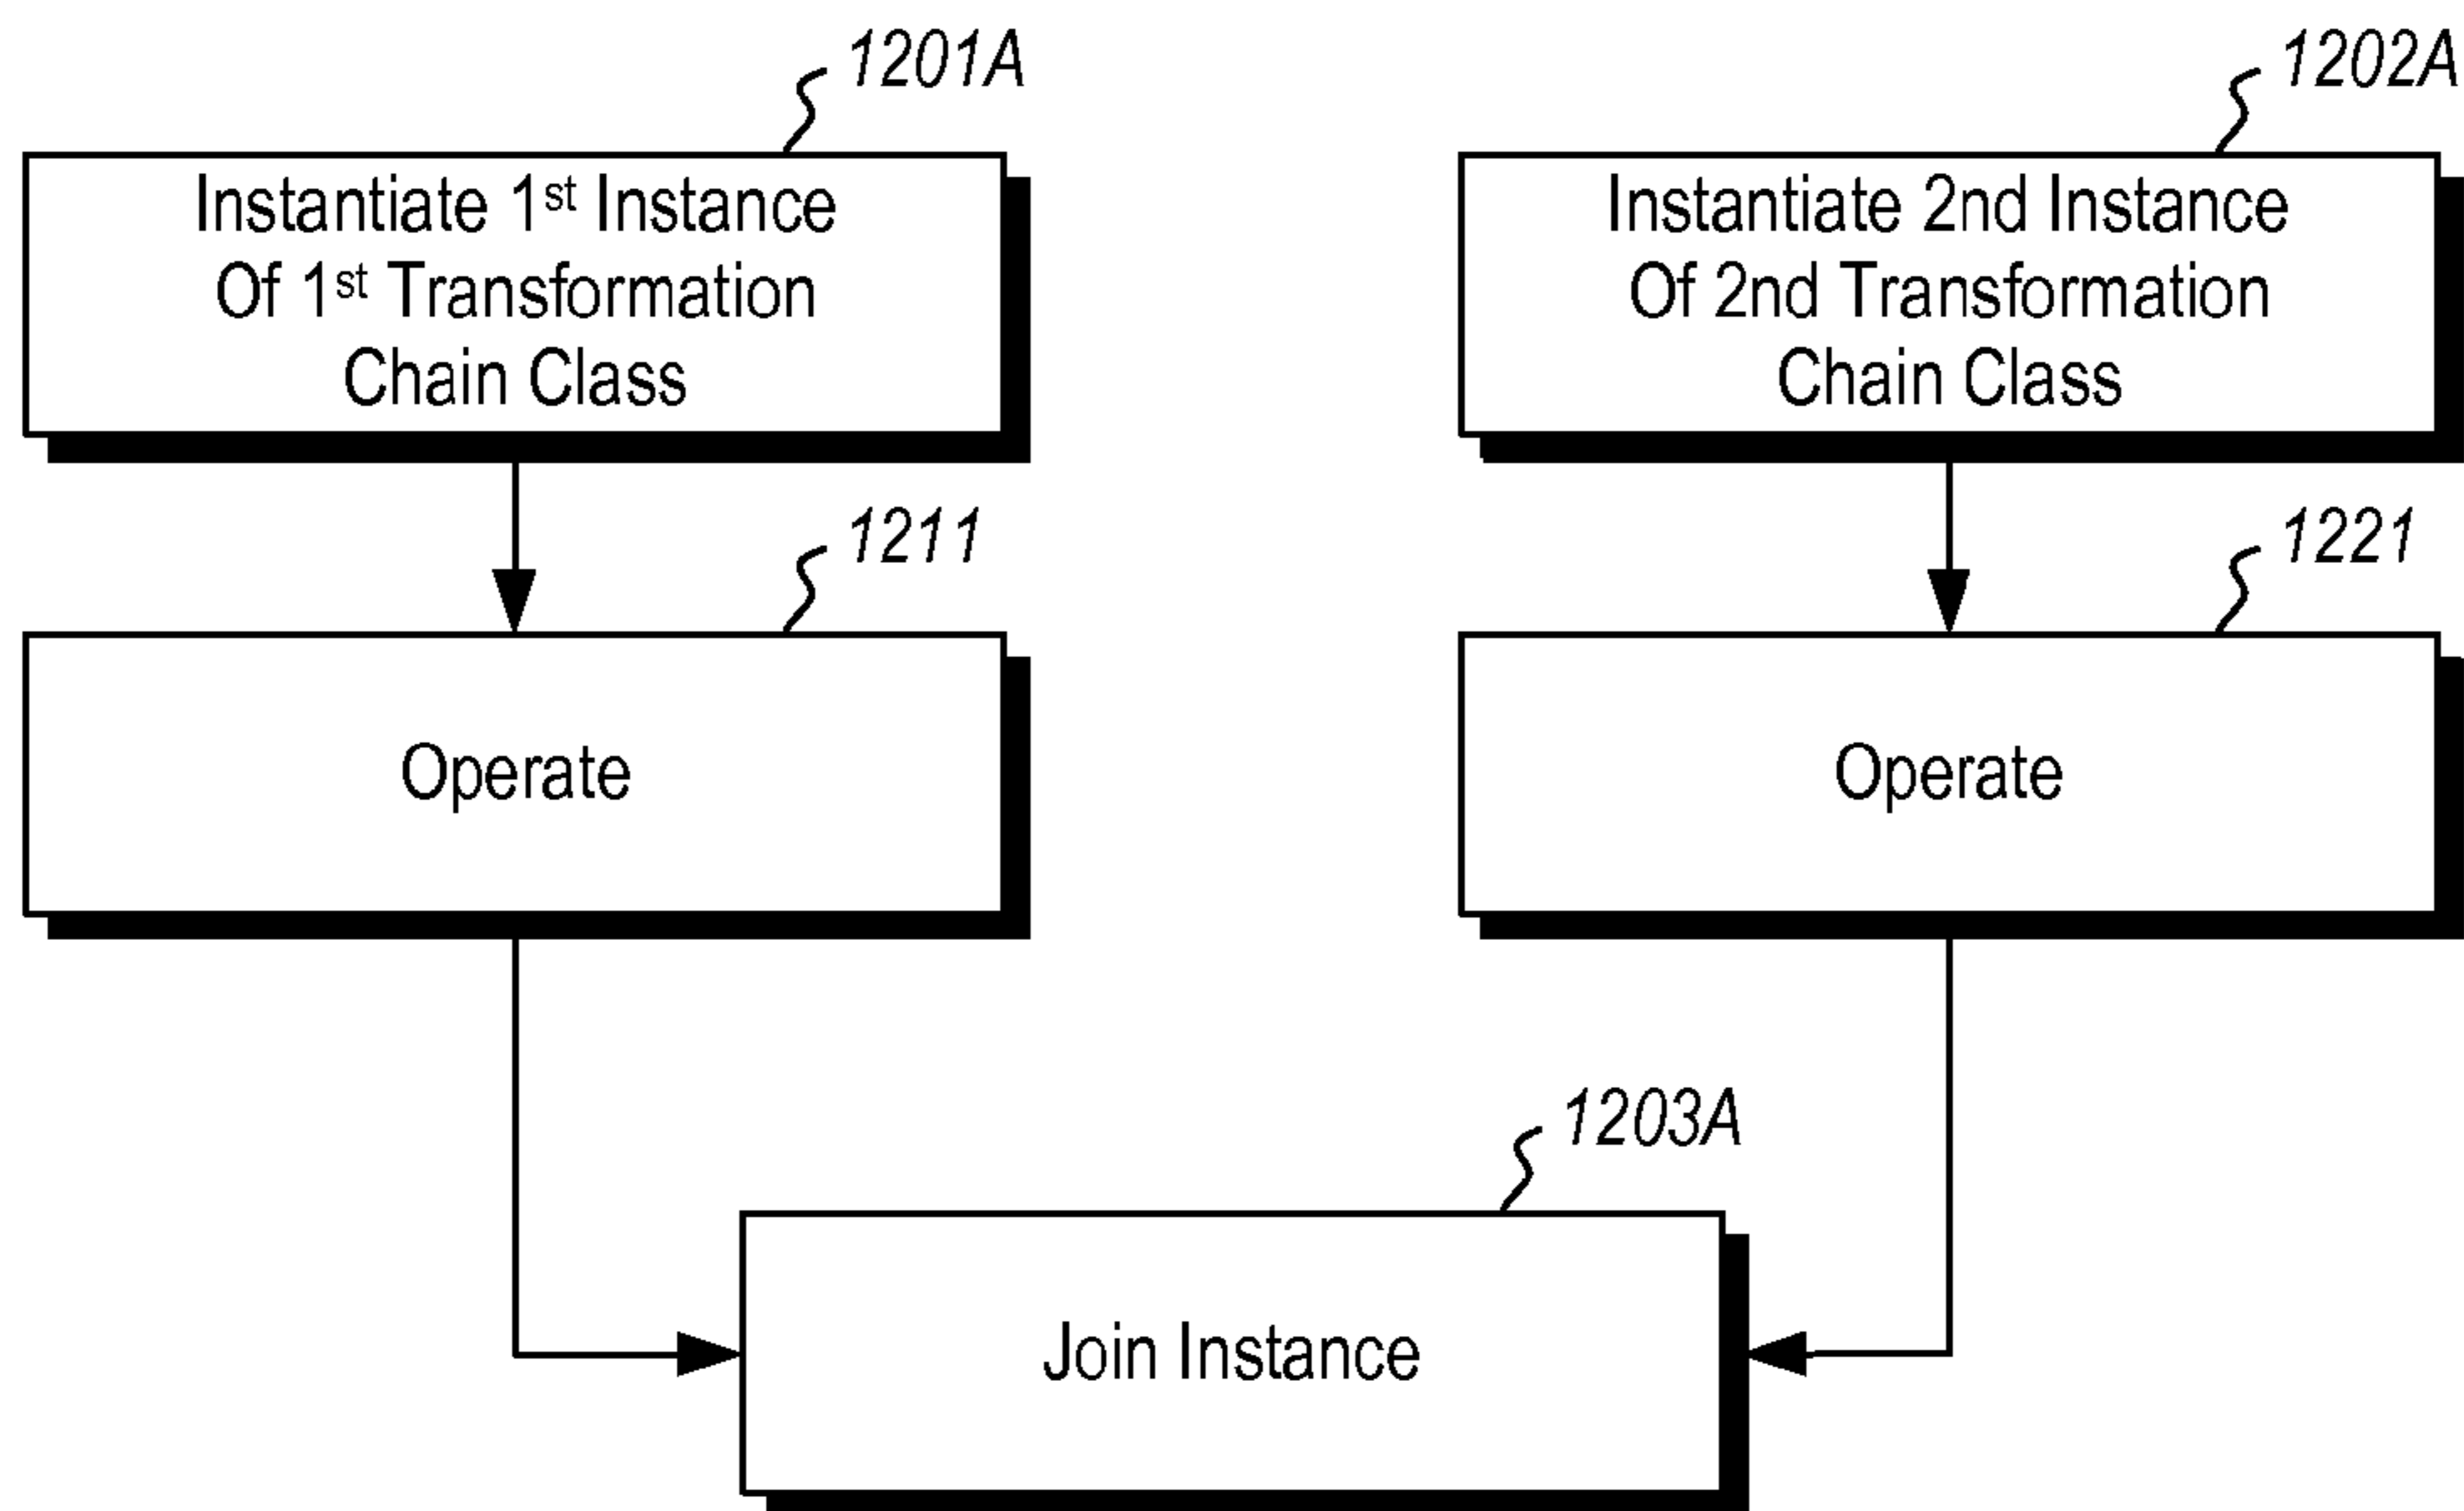 1201A
Instantiate 1st Instance
Of 1st Transformation
Chain Class
1202A
Instantiate 2nd Instance
Of 2nd Transformation
Chain Class
1211
Operate
1221
Operate
1203A
Join Instance